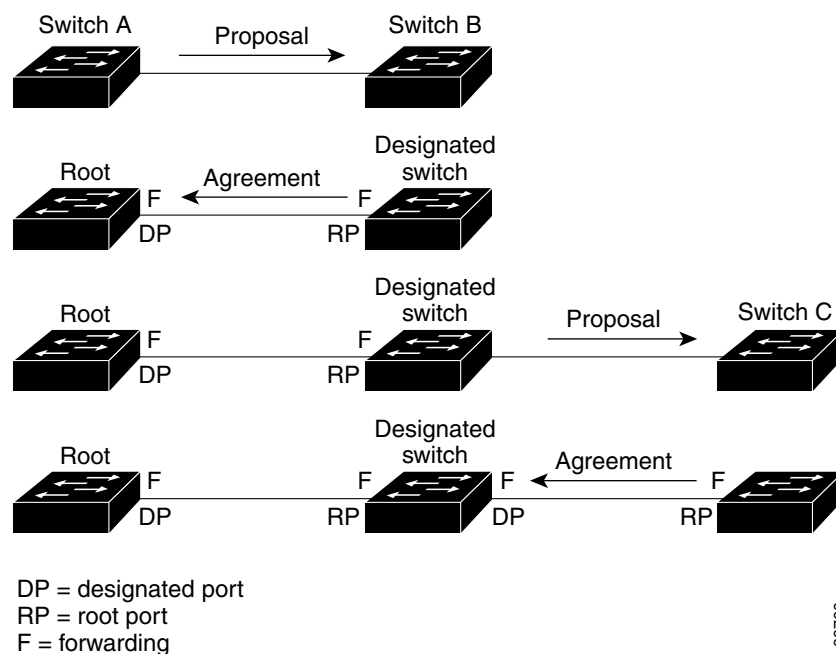 Switch A
Proposal
Switch B
Root
F
Agreement
F
Designated
switch
DP
RP
Root
F
F
Designated
switch
Proposal
Switch C
DP
RP
Root
F
F
Designated
switch
F
Agreement
F
DP
RP
DP
RP
DP = designated port
RP = root port
F = forwarding